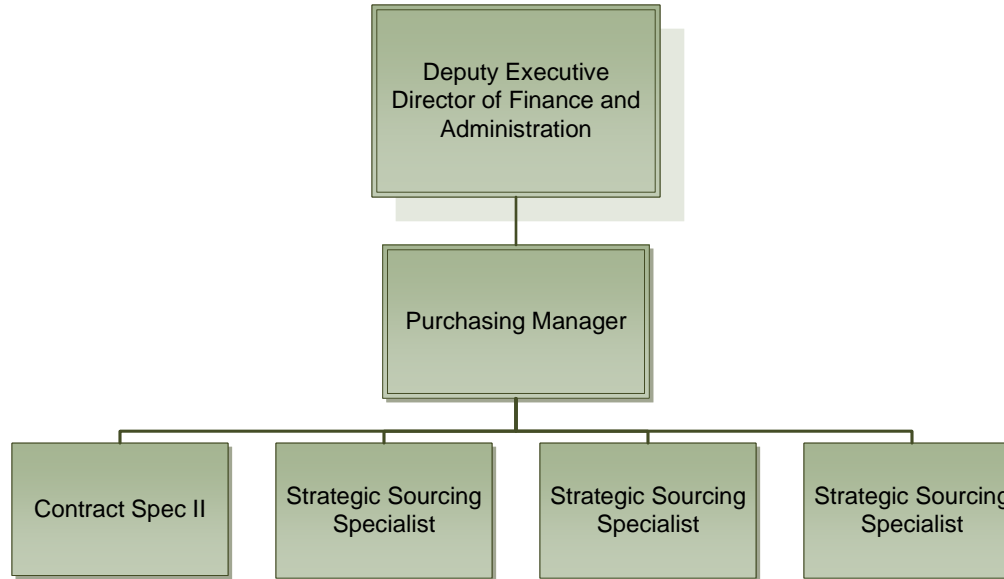 Deputy Executive
Director of Finance and
Administration
Purchasing Manager
Contract Spec II
Strategic Sourcing
Specialist
Strategic Sourcing
Specialist
Strategic Sourcing
Specialist